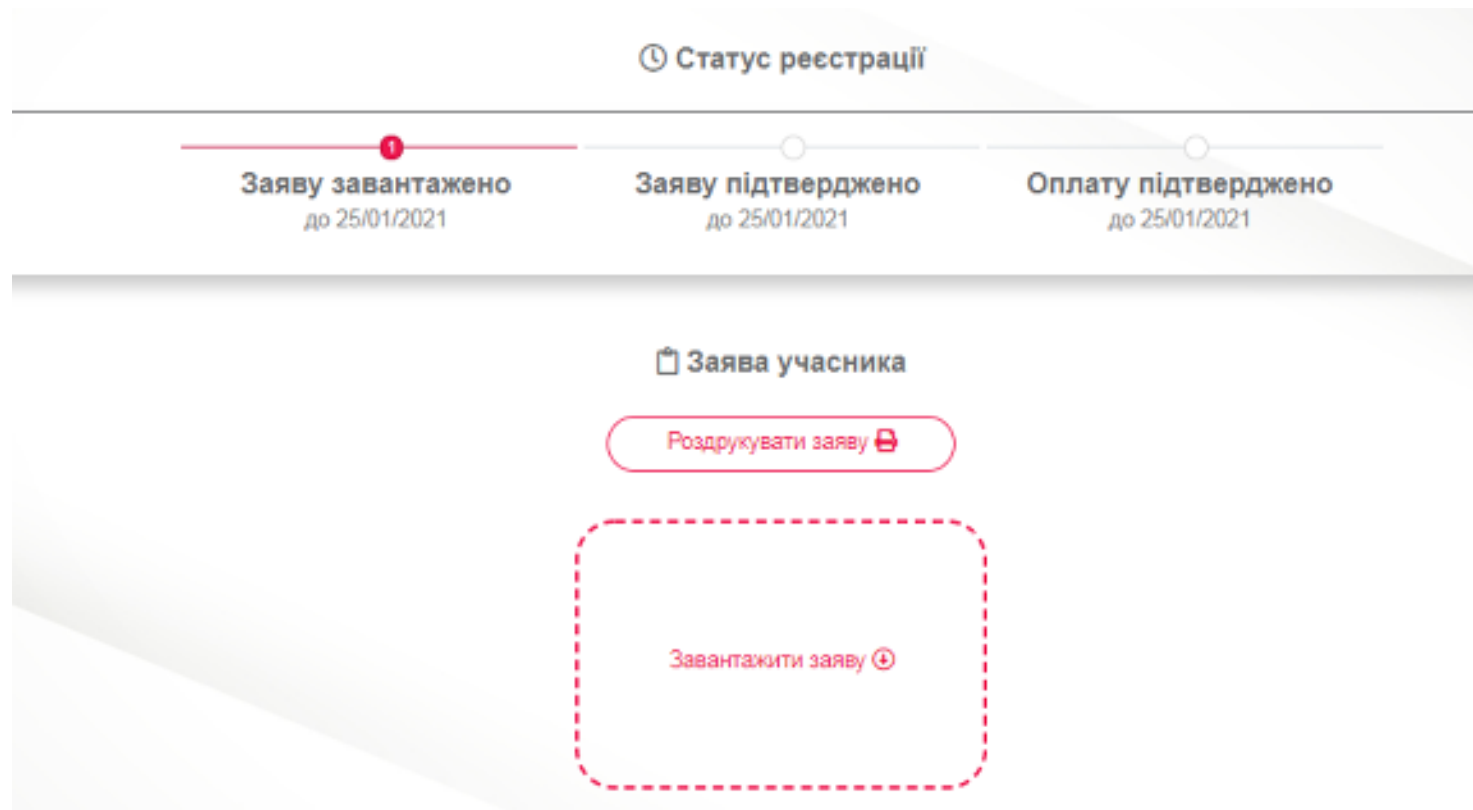 Статус реєстрації
1
Заяву завантажено
до 25/01/2021
Заяву підтверджено
до 25/01/2021
Оплату підтверджено
до 25/01/2021
Заява учасника
Роздрукувати заяву
Завантажити заяву